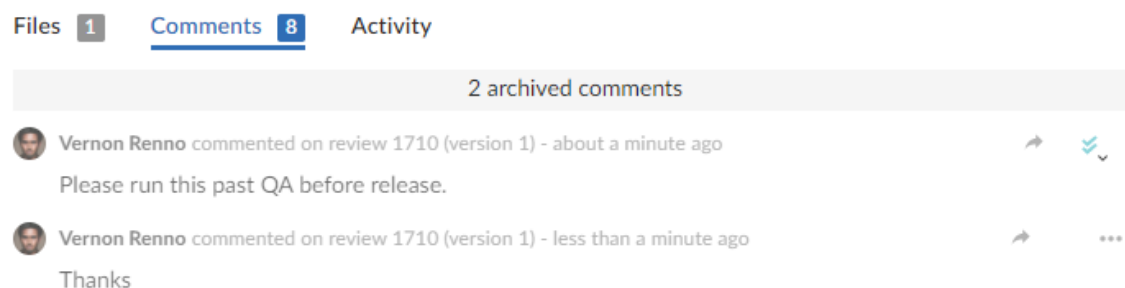 Files 1 Comments 8 Activity
2 archived comments
Vernon Renno commented on review 1710 (version 1) - about a minute ago
Please run this past QA before release.
Vernon Renno commented on review 1710 (version 1) - less than a minute ago
Thanks